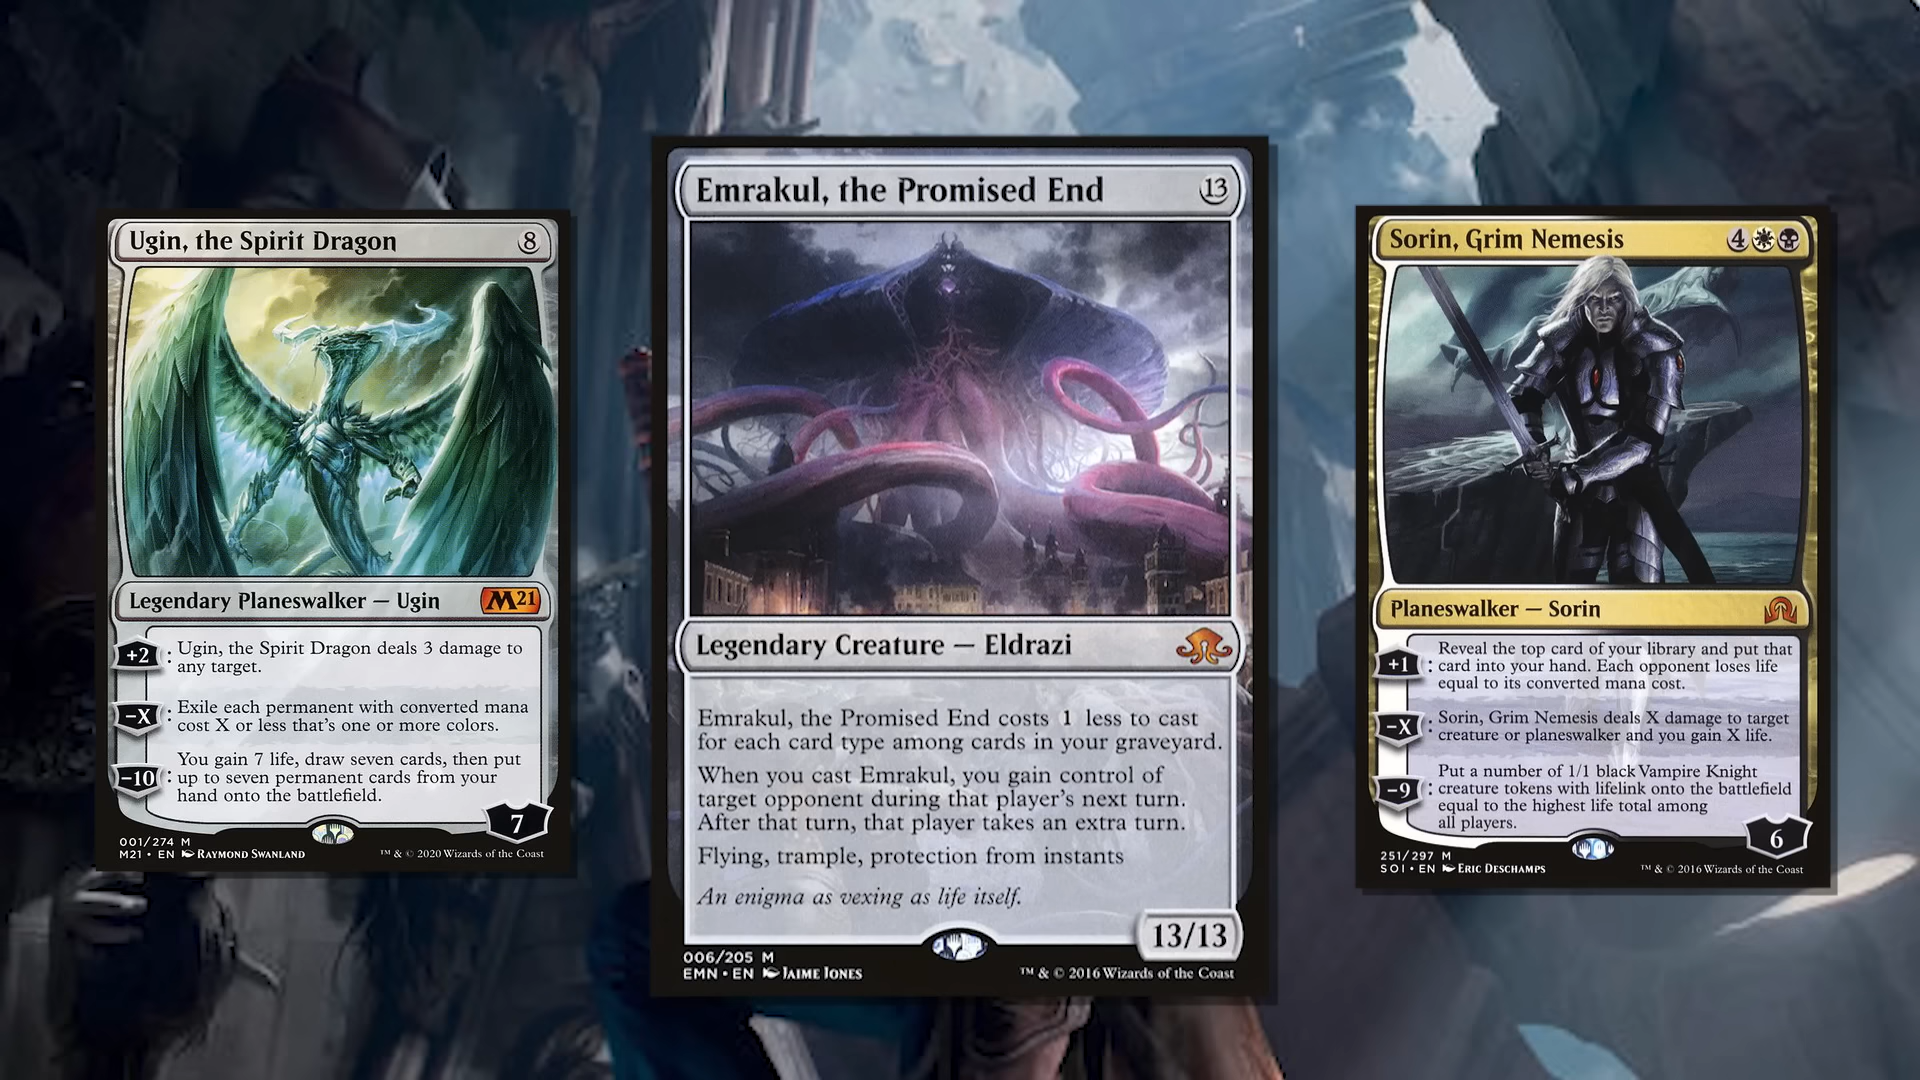 Ugin, the Spirit Dragon 8
Legendary Planeswalker — Ugin M21
+2 : Ugin, the Spirit Dragon deals 3 damage to
any target.
−X : Exile each permanent with converted mana
cost X or less that's one or more colors.
−10 : You gain 7 life, draw seven cards, then put
up to seven permanent cards from your
hand onto the battlefield.
7
001/274 M
M21 • EN Raymond Swanland ™ & © 2020 Wizards of the Coast
Emrakul, the Promised End 13
Legendary Creature — Eldrazi
Emrakul, the Promised End costs 1 less to cast
for each card type among cards in your graveyard.
When you cast Emrakul, you gain control of
target opponent during that player's next turn.
After that turn, that player takes an extra turn.
Flying, trample, protection from instants
An enigma as vexing as life itself.
13/13
006/205 M
EMN • EN Jaime Jones ™ & © 2016 Wizards of the Coast
Sorin, Grim Nemesis 4
Planeswalker — Sorin
+1 : Reveal the top card of your library and put that
card into your hand. Each opponent loses life
equal to its converted mana cost.
−X : Sorin, Grim Nemesis deals X damage to target
creature or planeswalker and you gain X life.
−9 : Put a number of 1/1 black Vampire Knight
creature tokens with lifelink onto the battlefield
equal to the highest life total among
all players.
6
251/297 M
SOI • EN Eric Deschamps ™ & © 2016 Wizards of the Coast